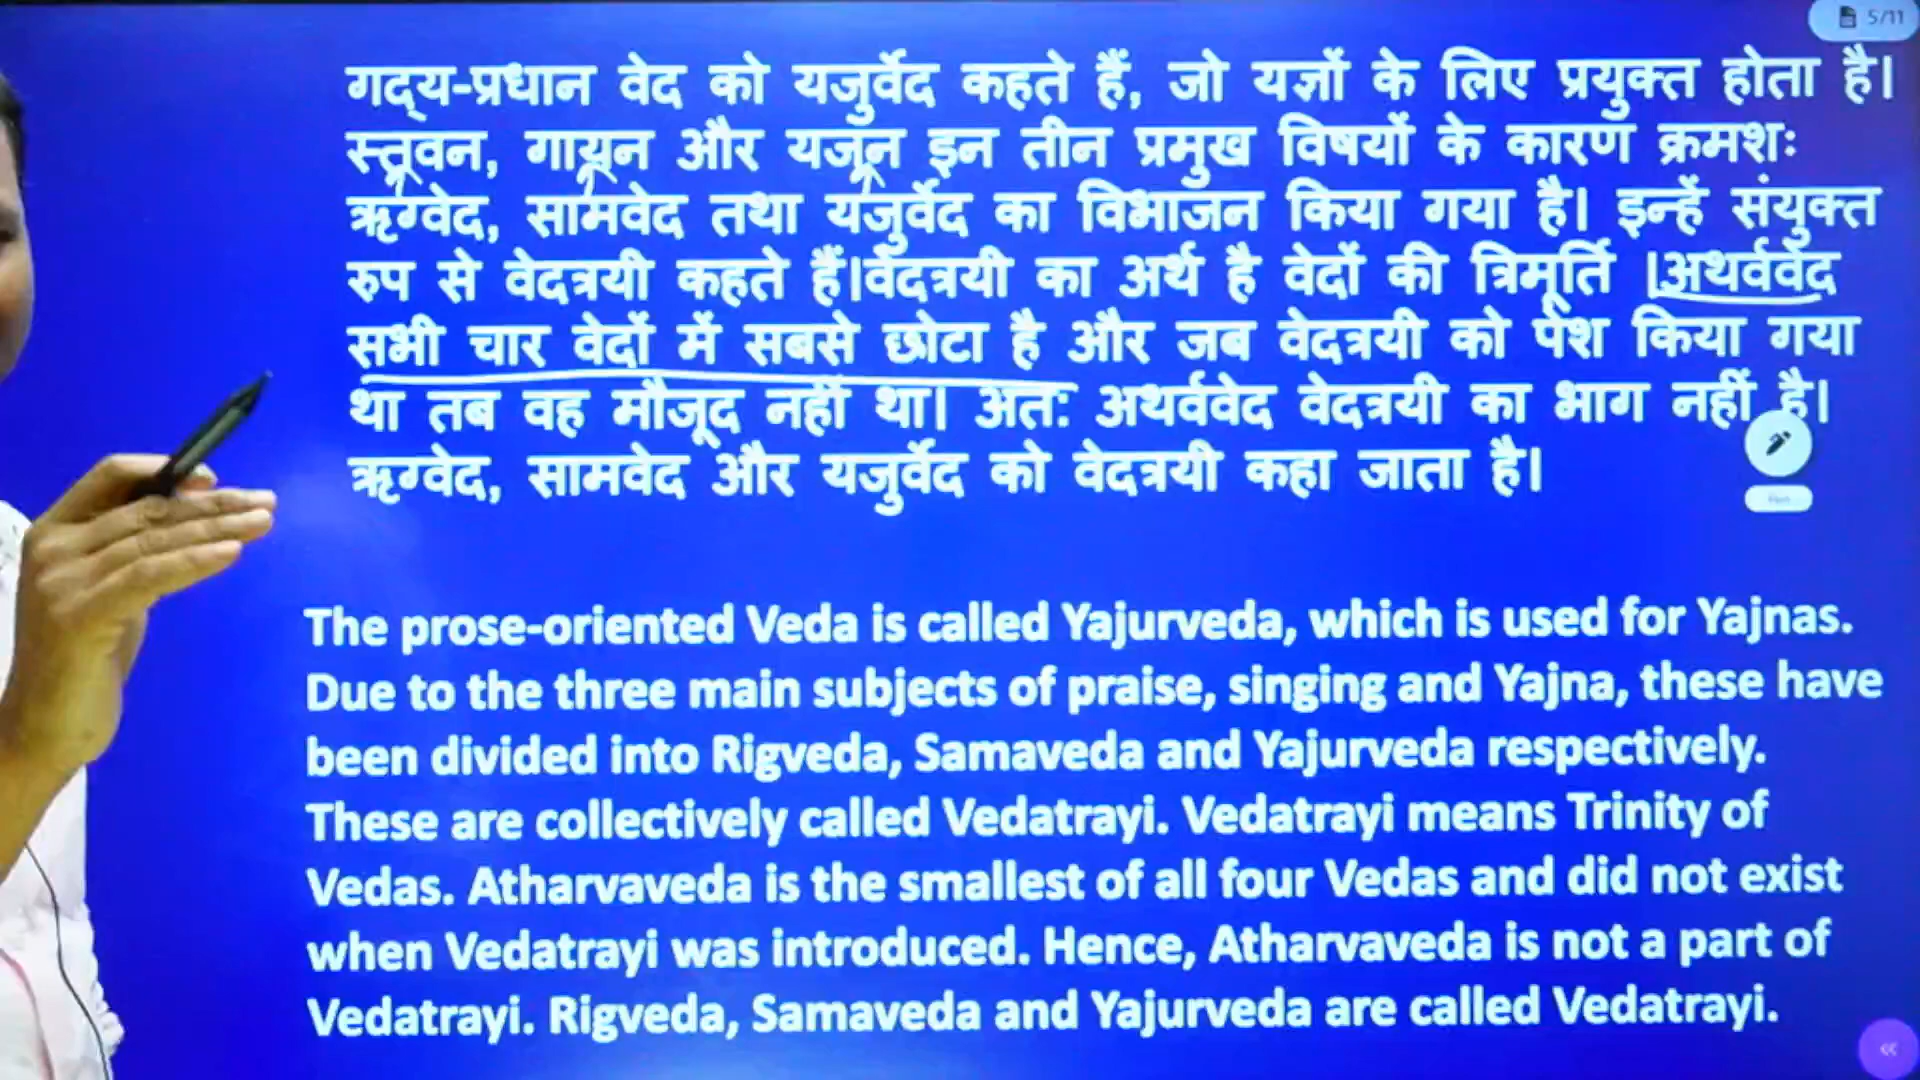 5/11
गद्य-प्रधान वेद को यजुर्वेद कहते हैं, जो यज्ञों के लिए प्रयुक्त होता है।
स्तवन, गायन और यजन इन तीन प्रमुख विषयों के कारण क्रमशः
ऋग्वेद, सामवेद तथा यजुर्वेद का विभाजन किया गया है। इन्हें संयुक्त
रुप से वेदत्रयी कहते हैं।वेदत्रयी का अर्थ है वेदों की त्रिमूर्ति ।अथर्ववेद
सभी चार वेदों में सबसे छोटा है और जब वेदत्रयी को पेश किया गया
था तब वह मौजूद नहीं था। अतः अथर्ववेद वेदत्रयी का भाग नहीं है।
ऋग्वेद, सामवेद और यजुर्वेद को वेदत्रयी कहा जाता है।
The prose-oriented Veda is called Yajurveda, which is used for Yajnas.
Due to the three main subjects of praise, singing and Yajna, these have
been divided into Rigveda, Samaveda and Yajurveda respectively.
These are collectively called Vedatrayi. Vedatrayi means Trinity of
Vedas. Atharvaveda is the smallest of all four Vedas and did not exist
when Vedatrayi was introduced. Hence, Atharvaveda is not a part of
Vedatrayi. Rigveda, Samaveda and Yajurveda are called Vedatrayi.